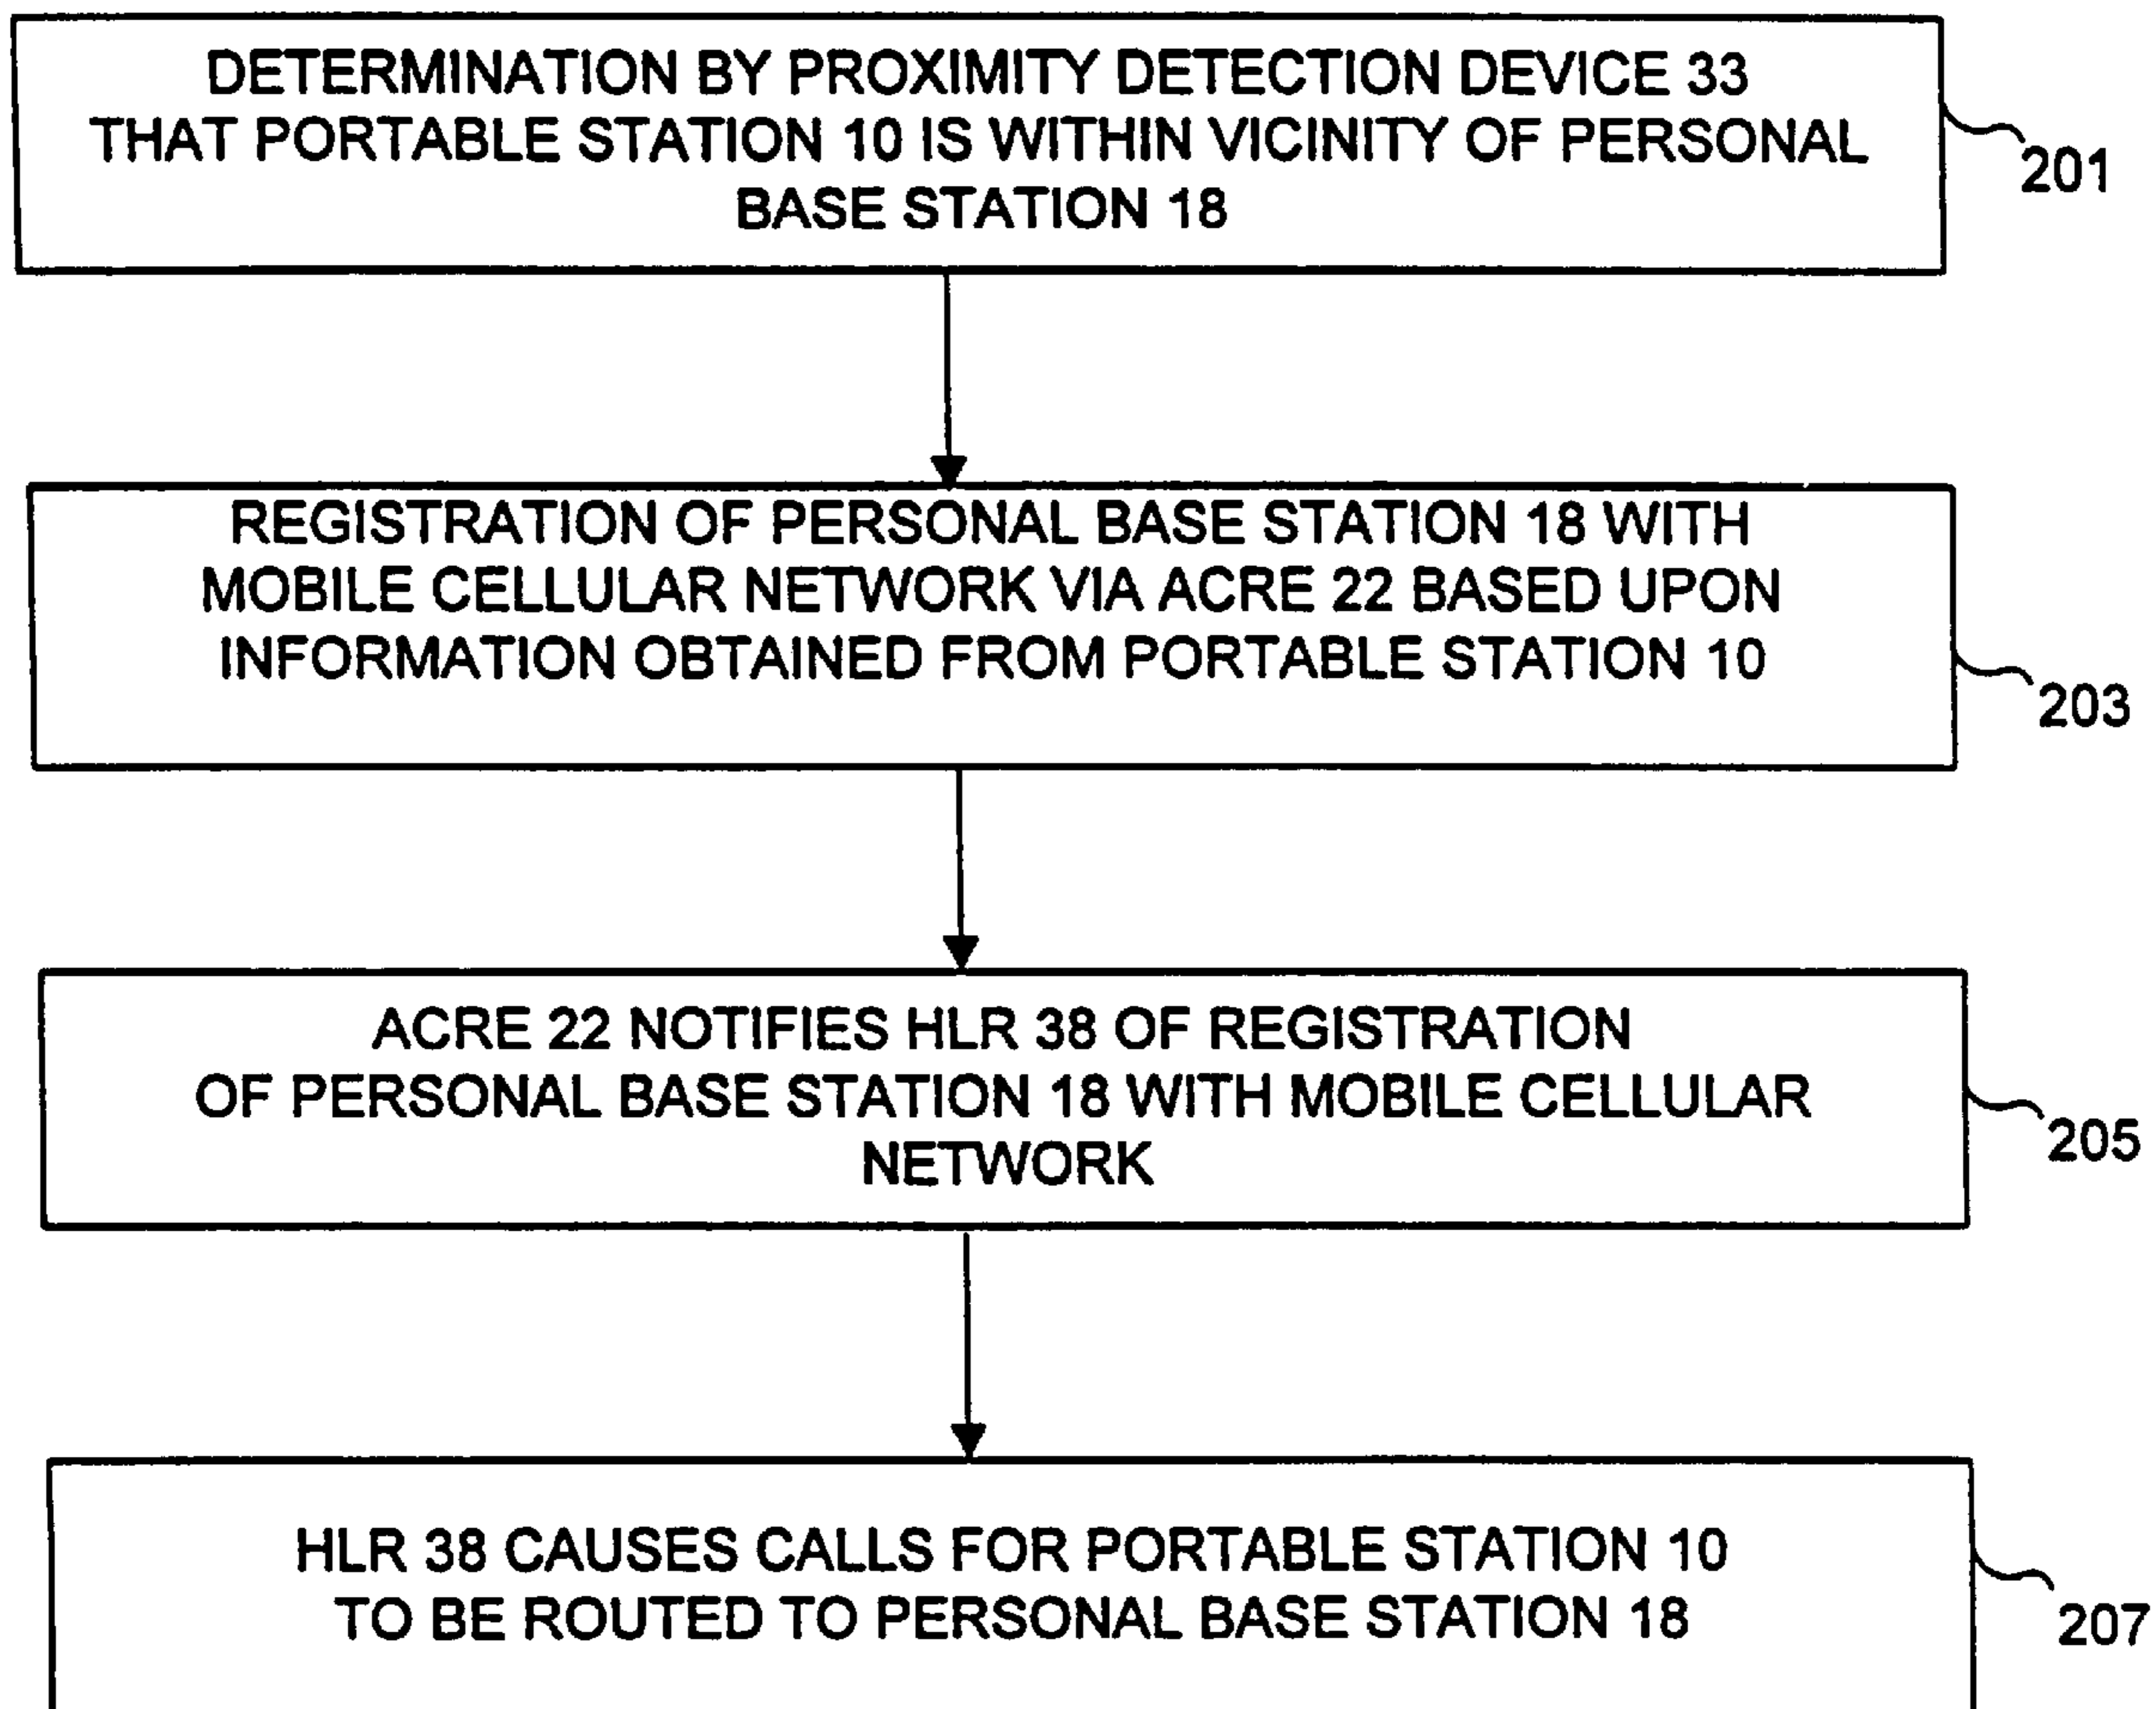 DETERMINATION BY PROXIMITY DETECTION DEVICE 33
THAT PORTABLE STATION 10 IS WITHIN VICINITY OF PERSONAL
BASE STATION 18
201
REGISTRATION OF PERSONAL BASE STATION 18 WITH
MOBILE CELLULAR NETWORK VIA ACRE 22 BASED UPON
INFORMATION OBTAINED FROM PORTABLE STATION 10
203
ACRE 22 NOTIFIES HLR 38 OF REGISTRATION
OF PERSONAL BASE STATION 18 WITH MOBILE CELLULAR
NETWORK
205
HLR 38 CAUSES CALLS FOR PORTABLE STATION 10
TO BE ROUTED TO PERSONAL BASE STATION 18
207